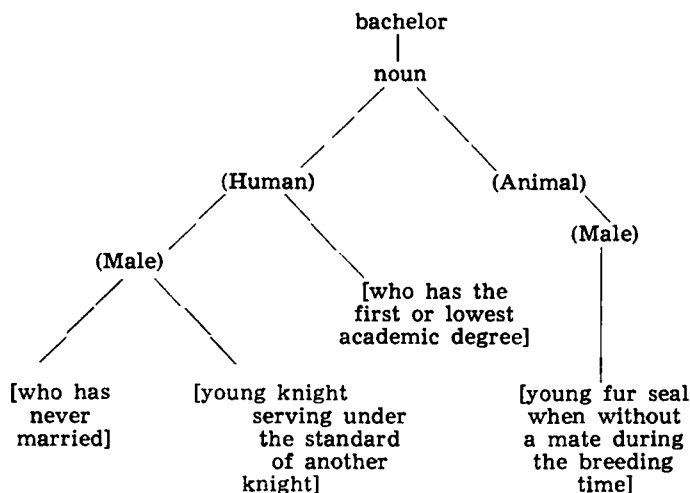 bachelor
noun
(Human)
(Animal)
(Male)
(Male)
[who has the
first or lowest
academic degree]
[who has
never
married]
[young knight
serving under
the standard
of another
knight]
[young fur seal
when without
a mate during
the breeding
time]